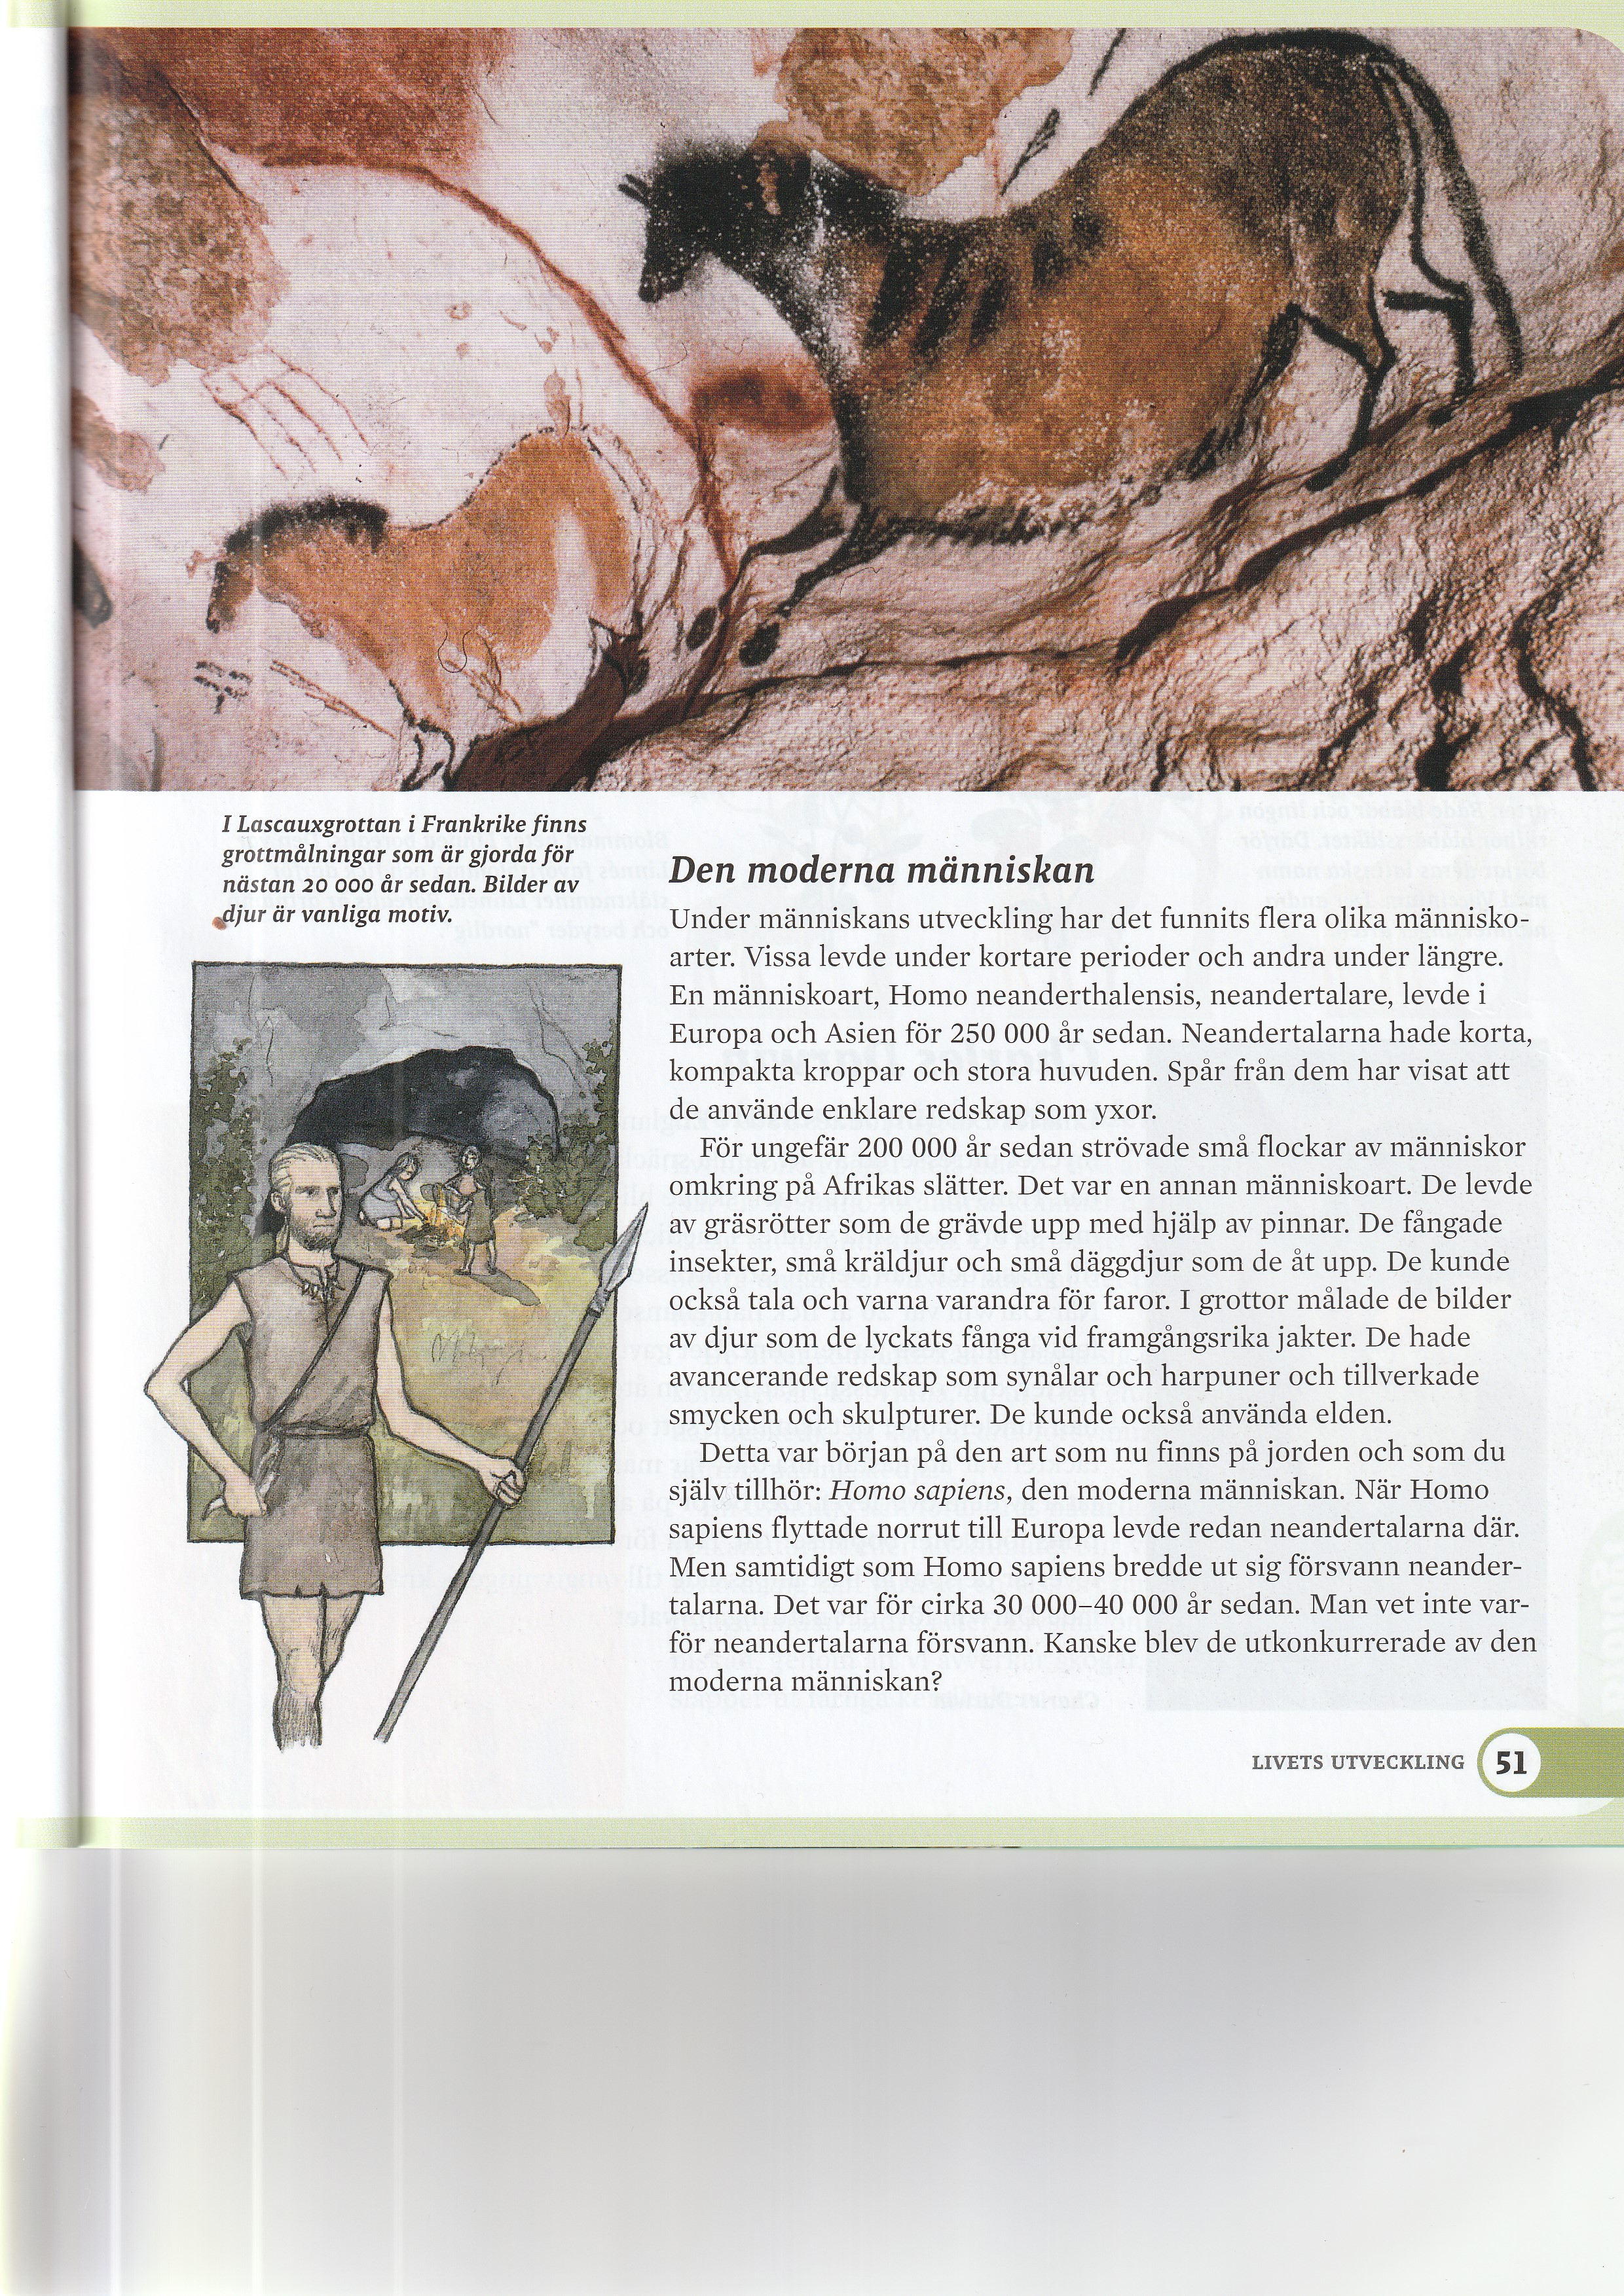 I Lascauxgrottan i Frankrike finns
grottmålningar som är gjorda för
nästan 20 000 år sedan. Bilder av
djur är vanliga motiv.
Den moderna människan
Under människans utveckling har det funnits flera olika människo-
arter. Vissa levde under kortare perioder och andra under längre.
En människoart, Homo neanderthalensis, neandertalare, levde i
Europa och Asien för 250 000 år sedan. Neandertalarna hade korta,
kompakta kroppar och stora huvuden. Spår från dem har visat att
de använde enklare redskap som yxor.
För ungefär 200 000 år sedan strövade små flockar av människor
omkring på Afrikas slätter. Det var en annan människoart. De levde
av gräsrötter som de grävde upp med hjälp av pinnar. De fångade
insekter, små kräldjur och små däggdjur som de åt upp. De kunde
också tala och varna varandra för faror. I grottor målade de bilder
av djur som de lyckats fånga vid framgångsrika jakter. De hade
avancerande redskap som synålar och harpuner och tillverkade
smycken och skulpturer. De kunde också använda elden.
Detta var början på den art som nu finns på jorden och som du
själv tillhör: Homo sapiens, den moderna människan. När Homo
sapiens flyttade norrut till Europa levde redan neandertalarna där.
Men samtidigt som Homo sapiens bredde ut sig försvann neander-
talarna. Det var för cirka 30 000–40 000 år sedan. Man vet inte var-
för neandertalarna försvann. Kanske blev de utkonkurrerade av den
moderna människan?
LIVETS UTVECKLING 51